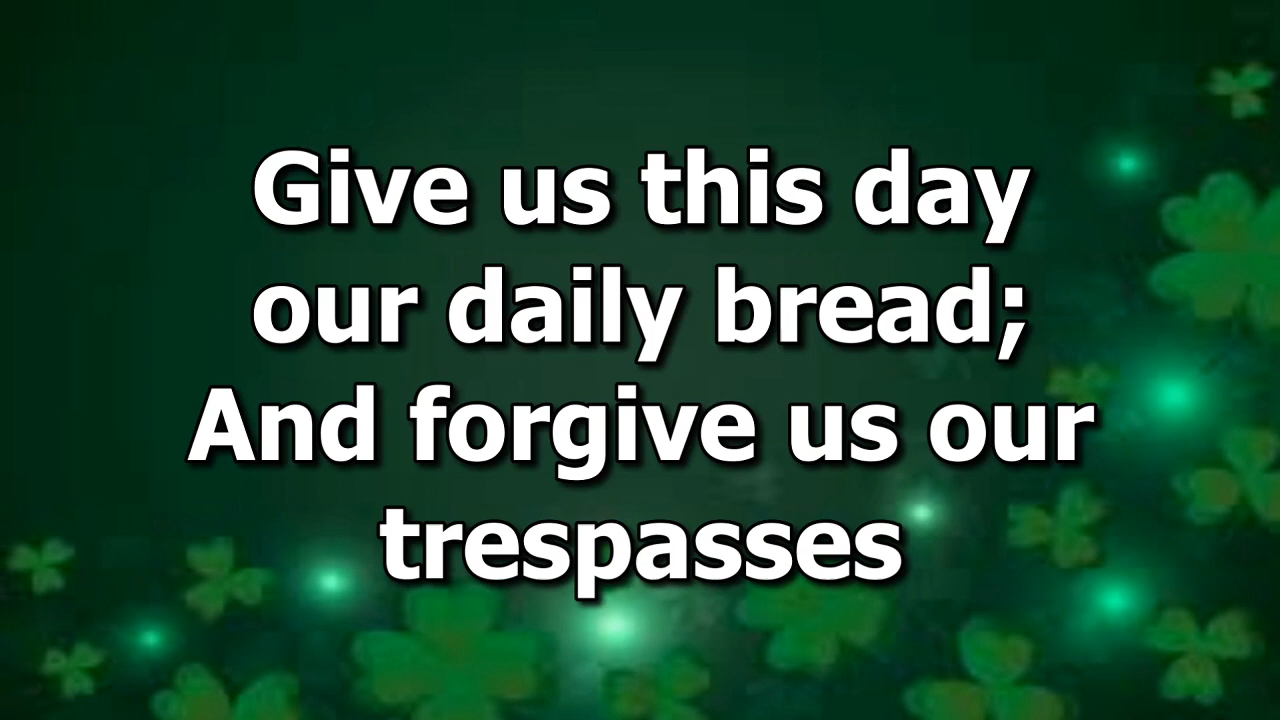 Give us this day
our daily bread;
And forgive us our
trespasses